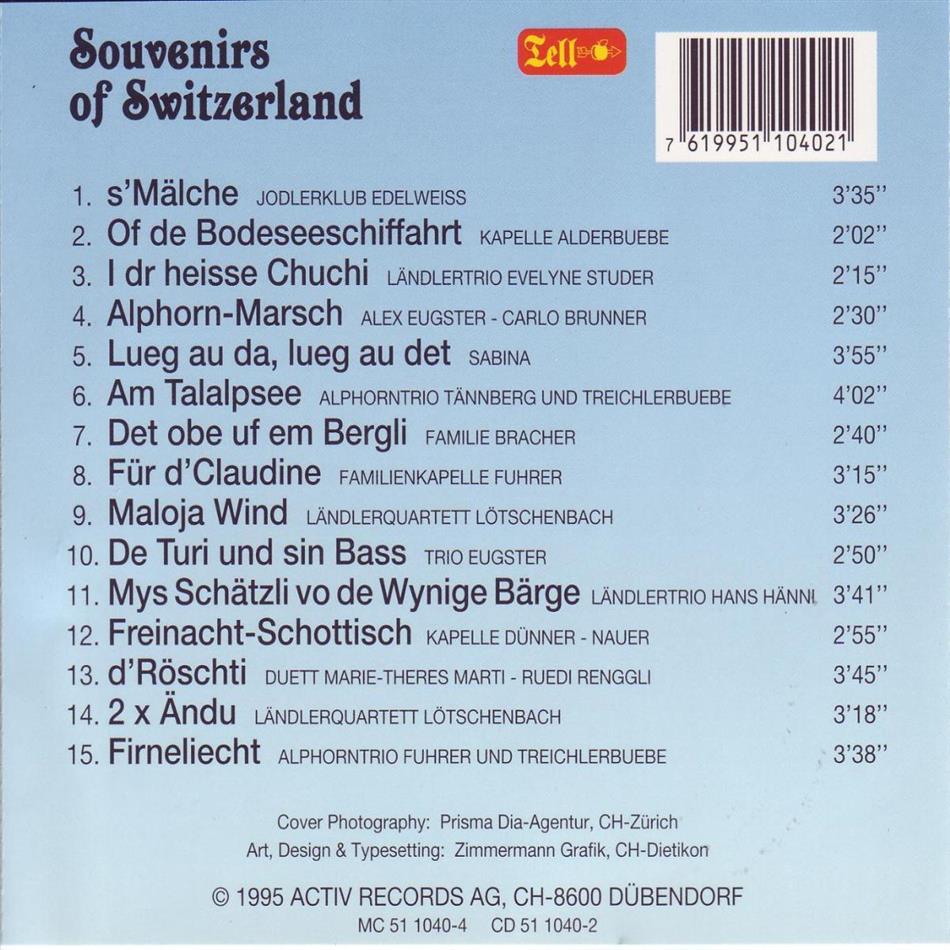 Souvenirs
of Switzerland
Tell
7 619951 104021
1. s'Mälche JODLERKLUB EDELWEISS 3'35''
2. Of de Bodeseeschiffahrt KAPELLE ALDERBUEBE 2'02''
3. I dr heisse Chuchi LÄNDLERTRIO EVELYNE STUDER 2'15''
4. Alphorn-Marsch ALEX EUGSTER - CARLO BRUNNER 2'30''
5. Lueg au da, lueg au det SABINA 3'55''
6. Am Talalpsee ALPHORNTRIO TÄNNBERG UND TREICHLERBUEBE 4'02''
7. Det obe uf em Bergli FAMILIE BRACHER 2'40''
8. Für d'Claudine FAMILIENKAPELLE FUHRER 3'15''
9. Maloja Wind LÄNDLERQUARTETT LÖTSCHENBACH 3'26''
10. De Turi und sin Bass TRIO EUGSTER 2'50''
11. Mys Schätzli vo de Wynige Bärge LÄNDLERTRIO HANS HÄNNI 3'41''
12. Freinacht-Schottisch KAPELLE DÜNNER - NAUER 2'55''
13. d'Röschti DUETT MARIE-THERES MARTI - RUEDI RENGGLI 3'45''
14. 2 x Ändu LÄNDLERQUARTETT LÖTSCHENBACH 3'18''
15. Firneliecht ALPHORNTRIO FUHRER UND TREICHLERBUEBE 3'38''
Cover Photography: Prisma Dia-Agentur, CH-Zürich
Art, Design & Typesetting: Zimmermann Grafik, CH-Dietikon
© 1995 ACTIV RECORDS AG, CH-8600 DÜBENDORF
MC 51 1040-4 CD 51 1040-2